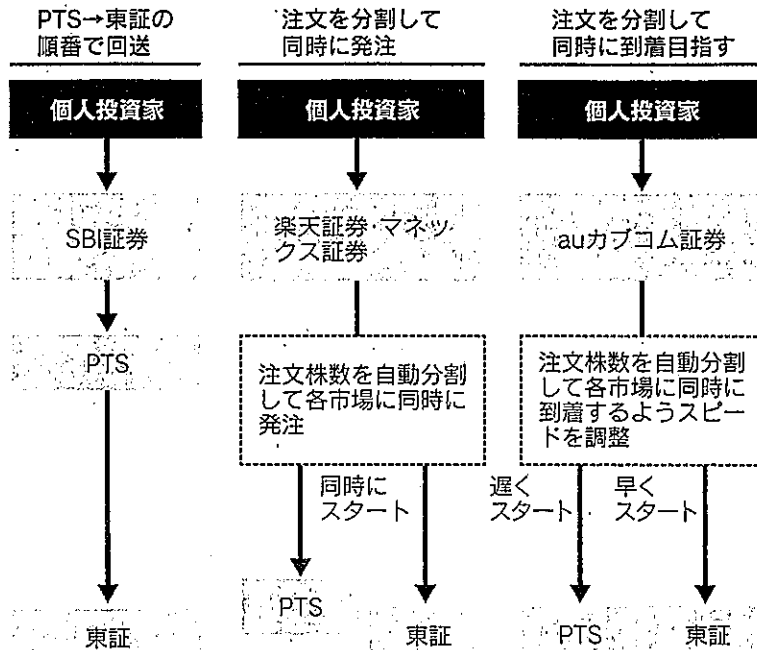 PTS→東証の
順番で回送
個人投資家
SBI証券
PTS
東証
注文を分割して
同時に発注
個人投資家
楽天証券・マネッ
クス証券
注文株数を自動分割
して各市場に同時に
発注
同時に
スタート
PTS
東証
注文を分割して
同時に到着目指す
個人投資家
auカブコム証券
注文株数を自動分割
して各市場に同時に
到着するようスピー
ドを調整
遅く
スタート
早く
スタート
PTS
東証